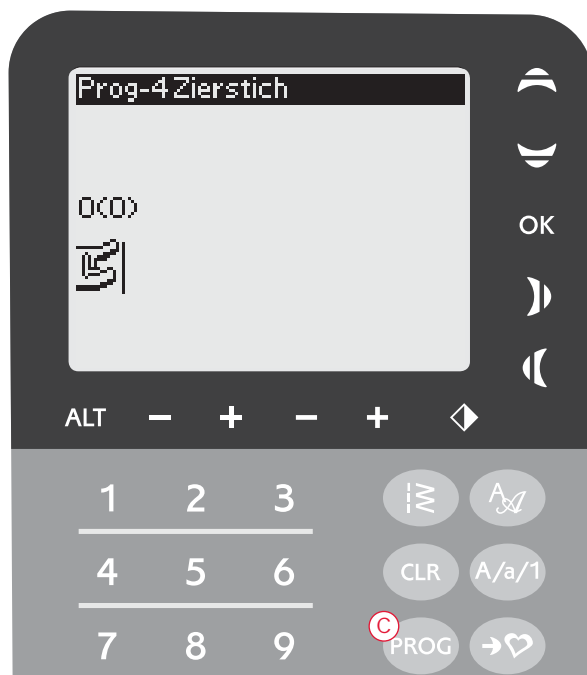 Prog-4 Zierstich
0(0)
OK
ALT − + − +
1 2 3
A
4 5 6 CLR A/a/1
C
7 8 9 PROG